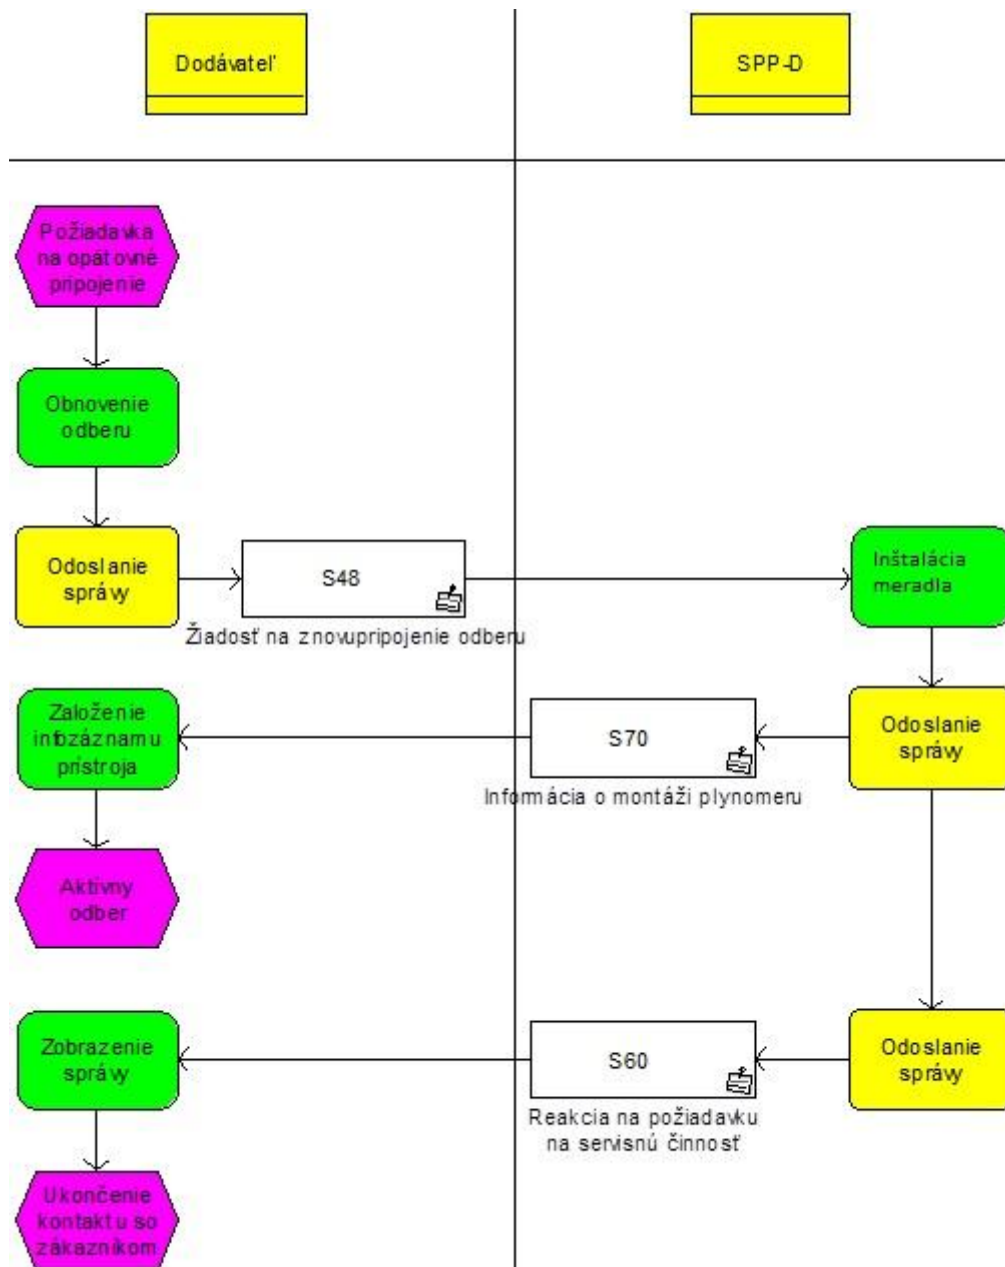 Dodávateľ
SPP-D
Požiadavka
na opätovné
pripojenie
Obnovenie
odberu
Odoslanie
správy
S48
Žiadosť na znovupripojenie odberu
Inštalácia
meradla
Založenie
infozáznamu
prístroja
S70
Informácia o montáži plynomeru
Odoslanie
správy
Aktívny
odber
Zobrazenie
správy
S60
Reakcia na požiadavku
na servisnú činnosť
Odoslanie
správy
Ukončenie
kontaktu so
zákazníkom